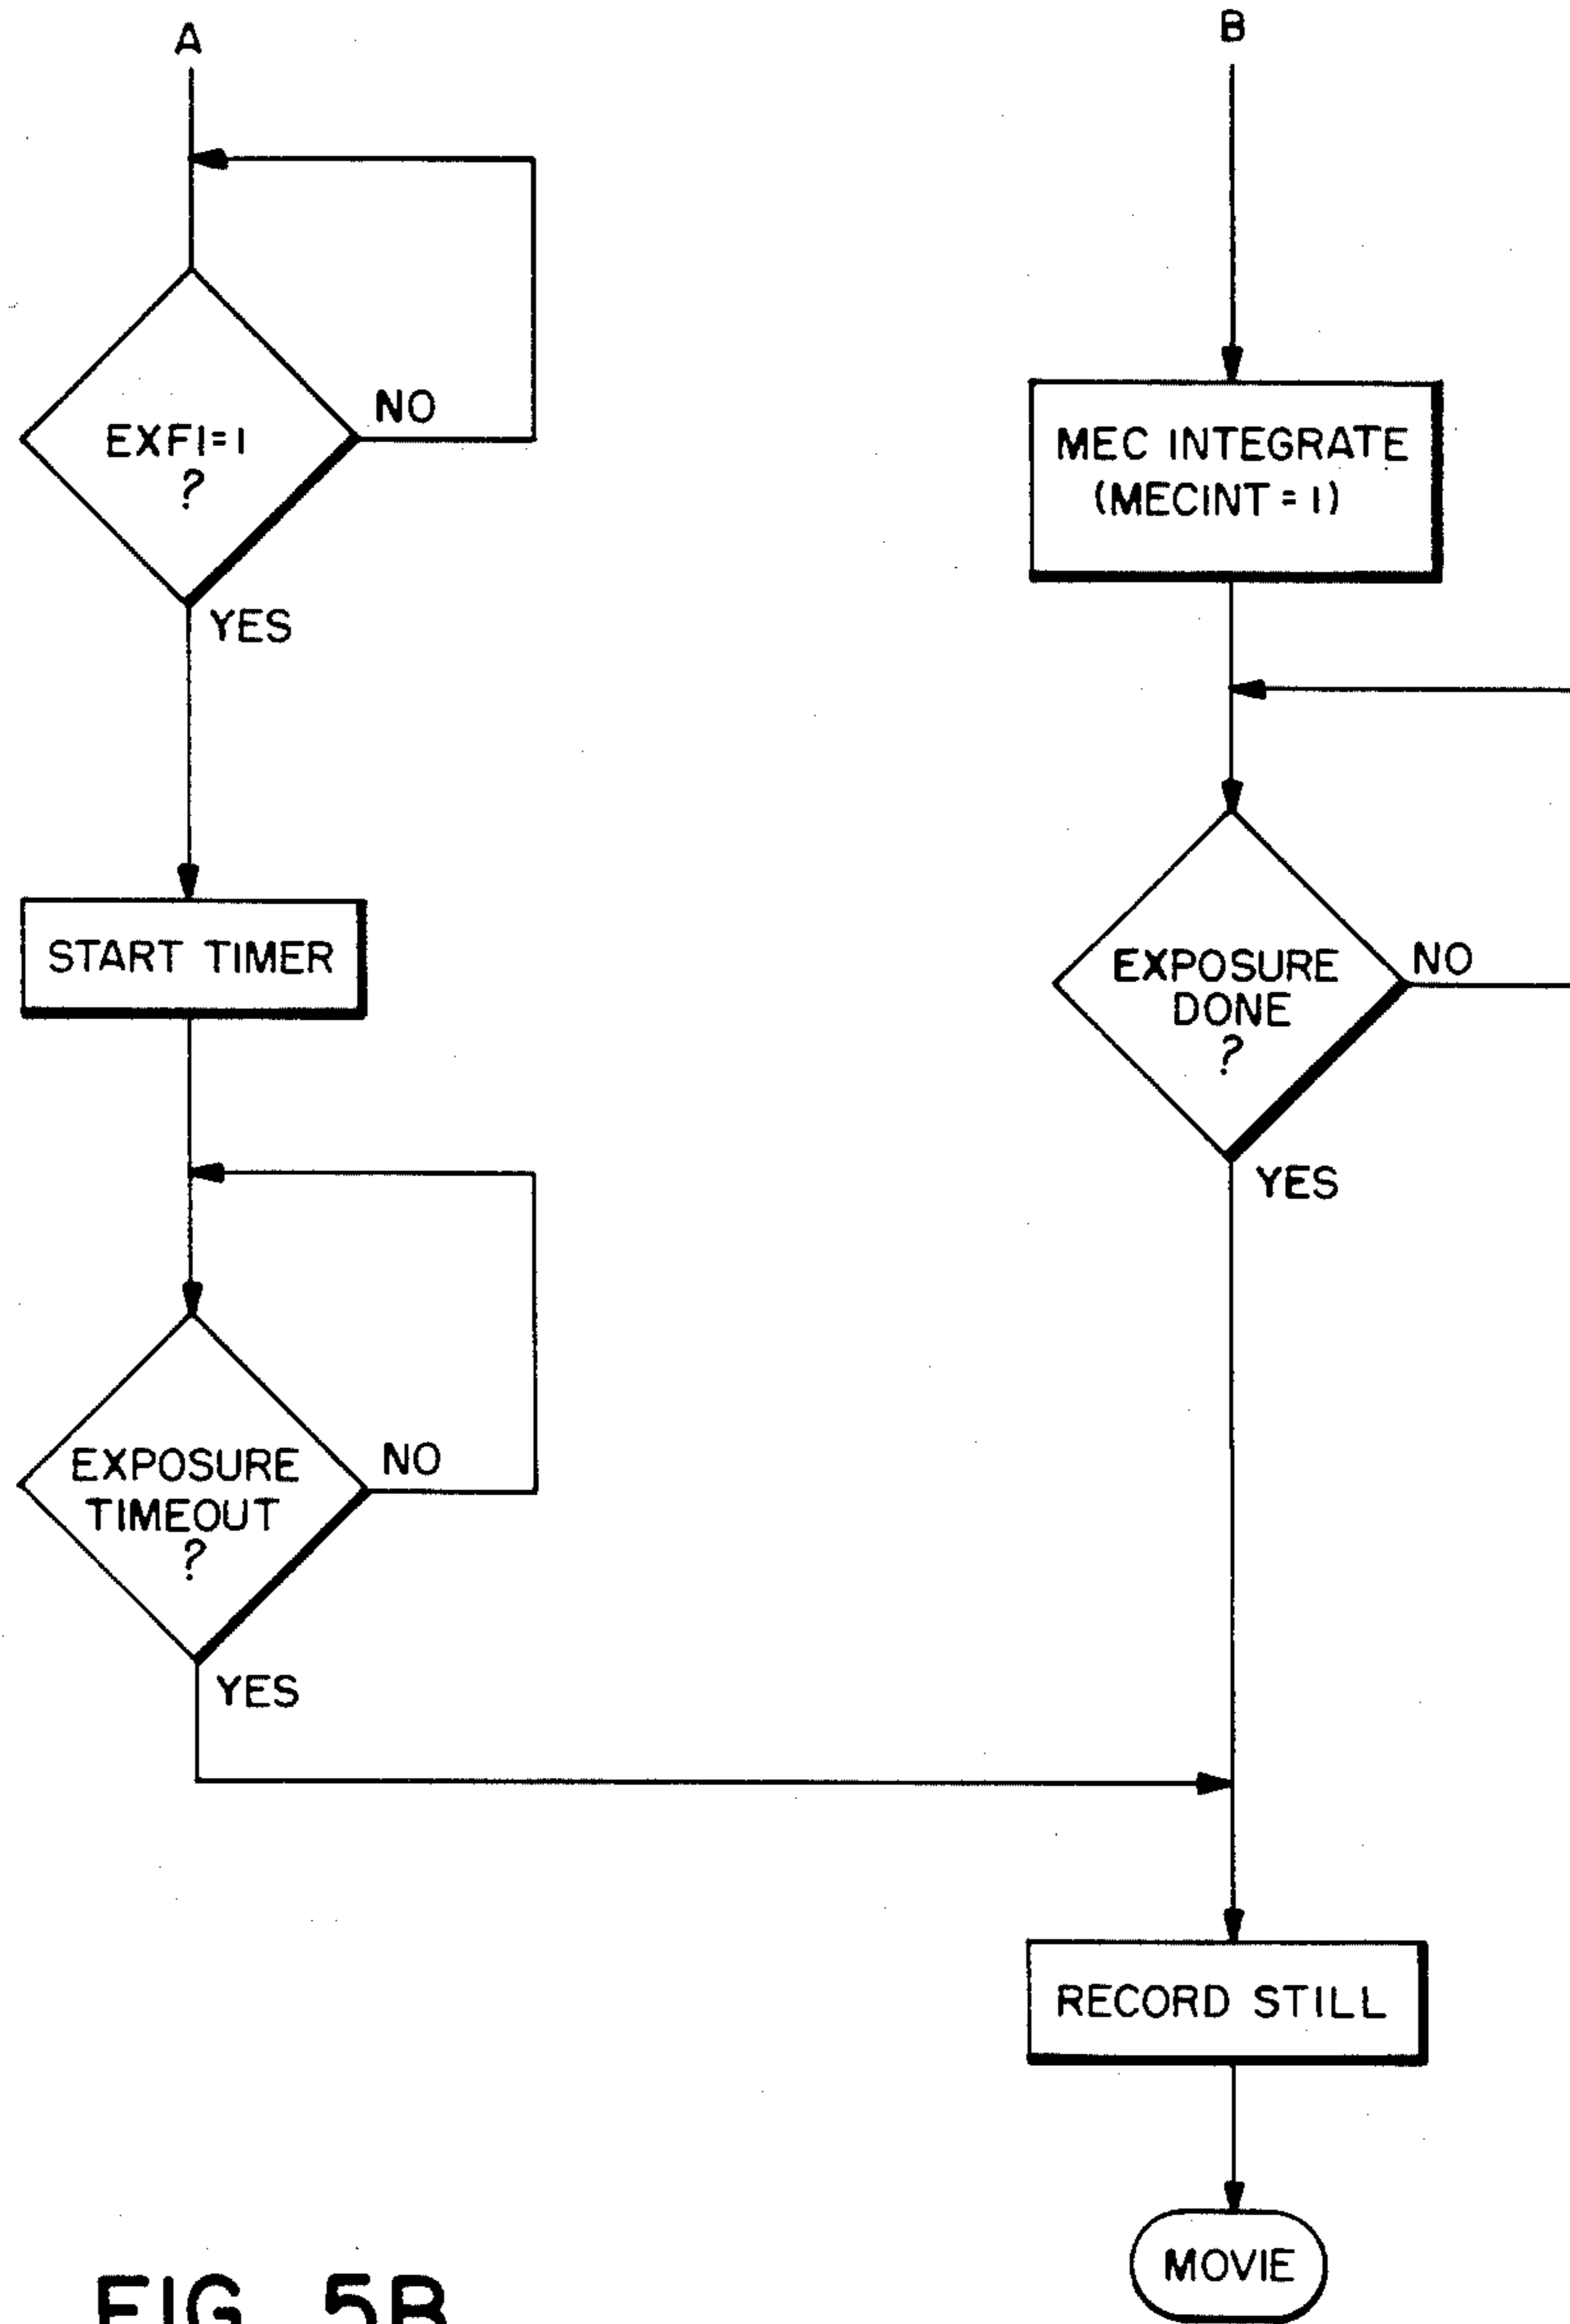 A
B
EXF1=1
?
NO
YES
MEC INTEGRATE
(MECINT = 1)
START TIMER
EXPOSURE
DONE
?
NO
YES
EXPOSURE
TIMEOUT
?
NO
YES
RECORD STILL
MOVIE
FIG. 5B